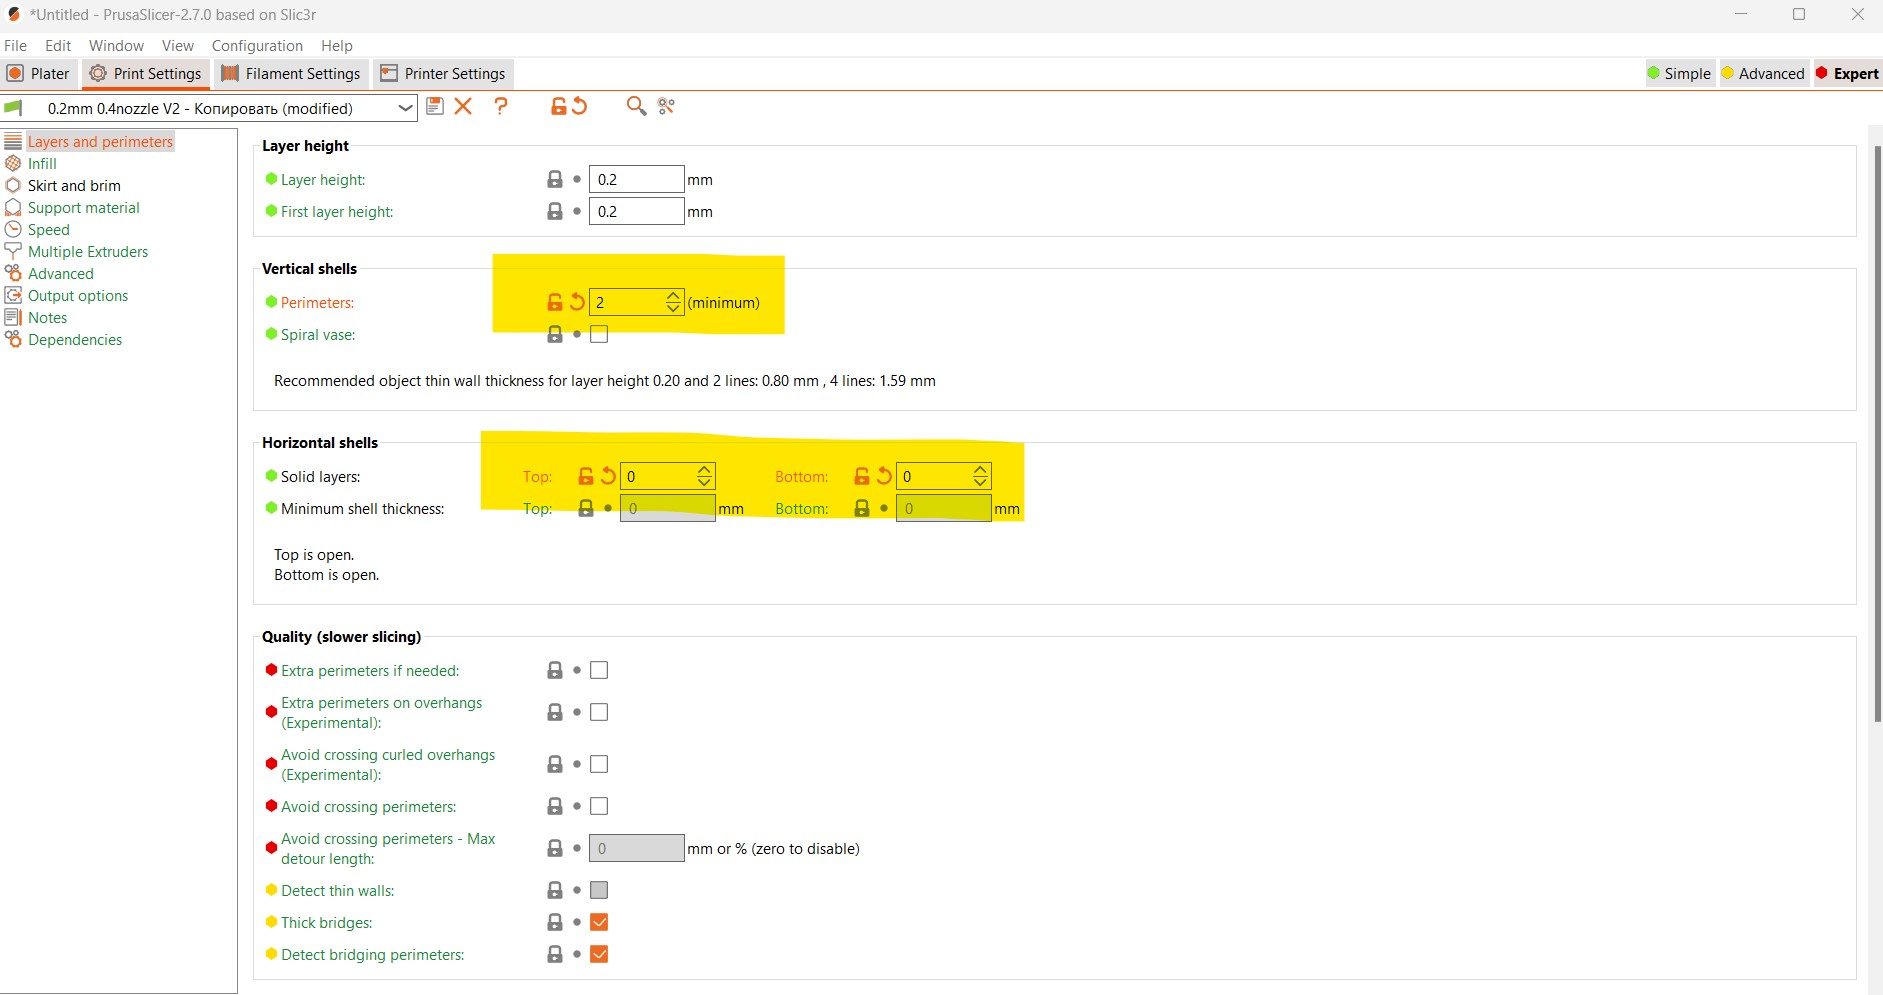 *Untitled - PrusaSlicer-2.7.0 based on Slic3r
File Edit Window View Configuration Help
Plater Print Settings Filament Settings Printer Settings Simple Advanced Expert
0.2mm 0.4nozzle V2 - Копировать (modified)
Layers and perimeters
Infill
Skirt and brim
Support material
Speed
Multiple Extruders
Advanced
Output options
Notes
Dependencies
Layer height
Layer height: 0.2 mm
First layer height: 0.2 mm
Vertical shells
Perimeters: 2 (minimum)
Spiral vase:
Recommended object thin wall thickness for layer height 0.20 and 2 lines: 0.80 mm , 4 lines: 1.59 mm
Horizontal shells
Solid layers: Top: 0 Bottom: 0
Minimum shell thickness: Top: 0 mm Bottom: 0 mm
Top is open.
Bottom is open.
Quality (slower slicing)
Extra perimeters if needed:
Extra perimeters on overhangs
(Experimental):
Avoid crossing curled overhangs
(Experimental):
Avoid crossing perimeters:
Avoid crossing perimeters - Max
detour length: 0 mm or % (zero to disable)
Detect thin walls:
Thick bridges:
Detect bridging perimeters: